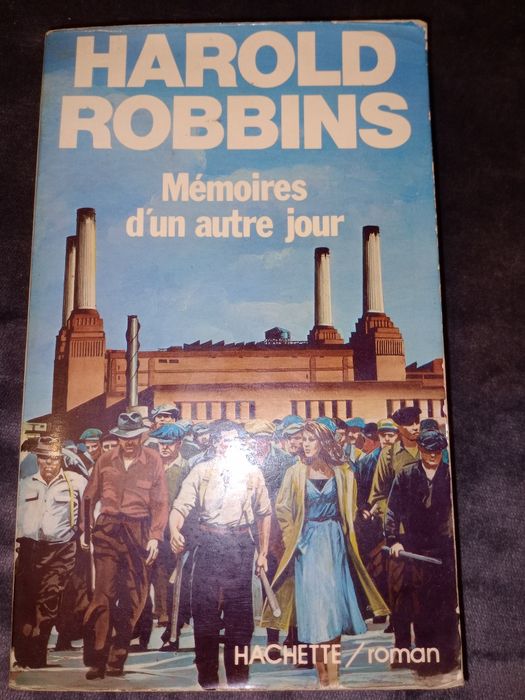 HAROLD
ROBBINS
Mémoires
d'un autre jour
HACHETTE/roman